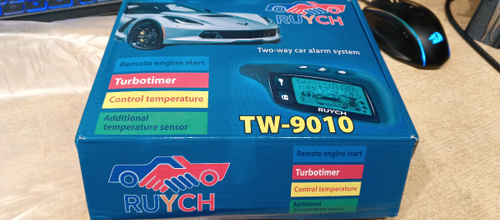 RUYCH
Two-way car alarm system
Remote engine start
Turbotimer
Control temperature
Additional
temperature sensor
RUYCH
TW-9010
RUYCH
Remote engine start
Turbotimer
Control temperature
Additional